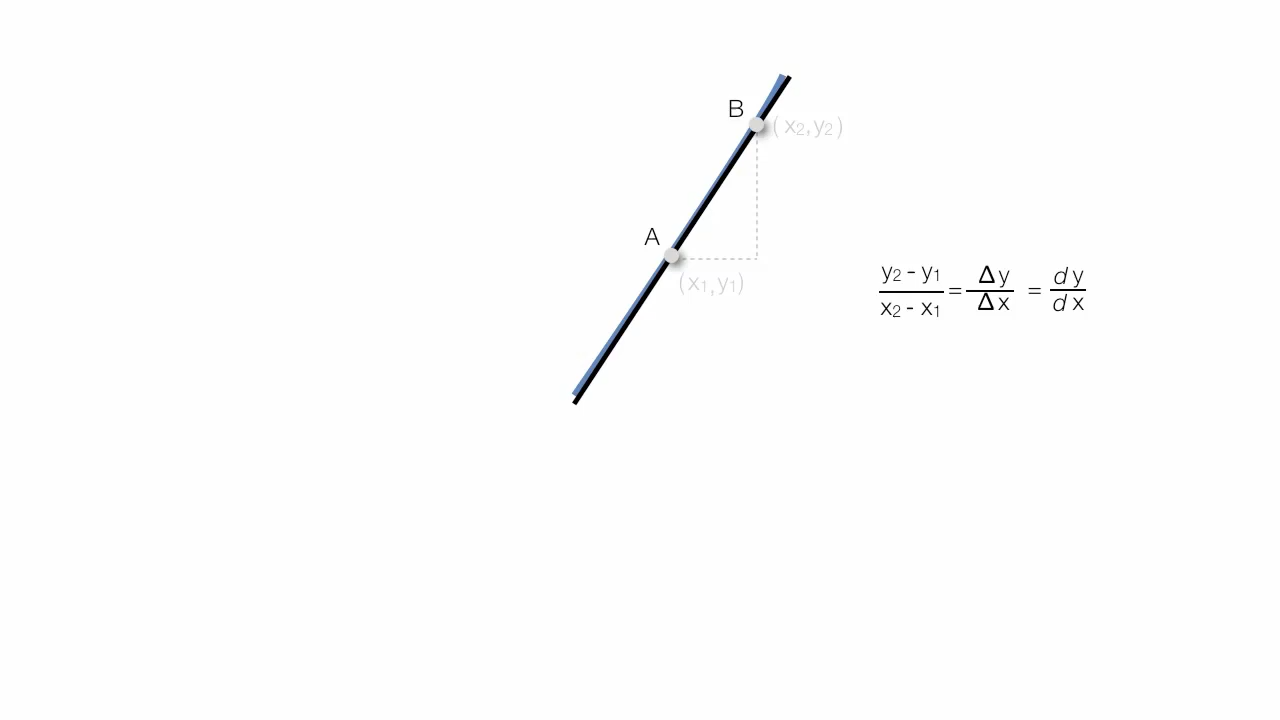 B
(x₂,y₂)
A
(x₁,y₁)
y₂ - y₁ / x₂ - x₁ = Δy / Δx = dy / dx